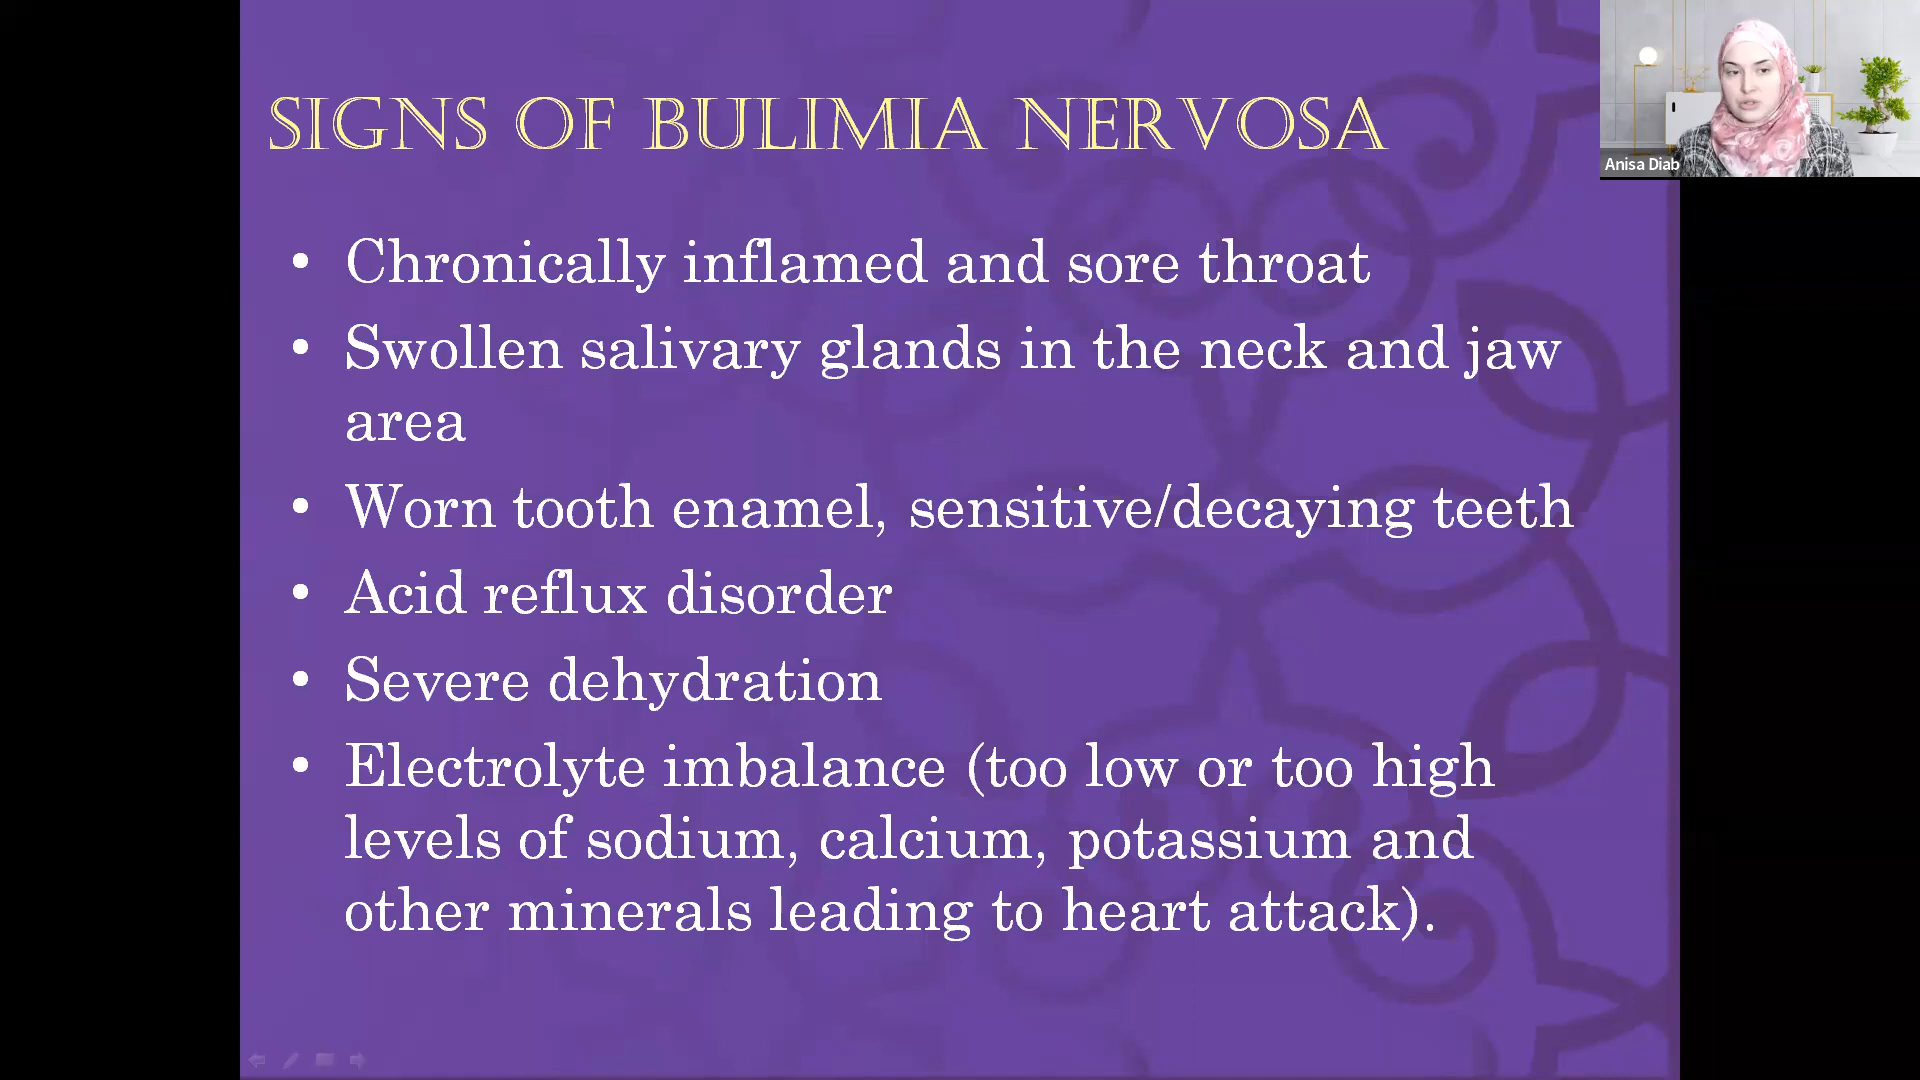 SIGNS OF BULIMIA NERVOSA
Anisa Diab
• Chronically inflamed and sore throat
• Swollen salivary glands in the neck and jaw
area
• Worn tooth enamel, sensitive/decaying teeth
• Acid reflux disorder
• Severe dehydration
• Electrolyte imbalance (too low or too high
levels of sodium, calcium, potassium and
other minerals leading to heart attack).